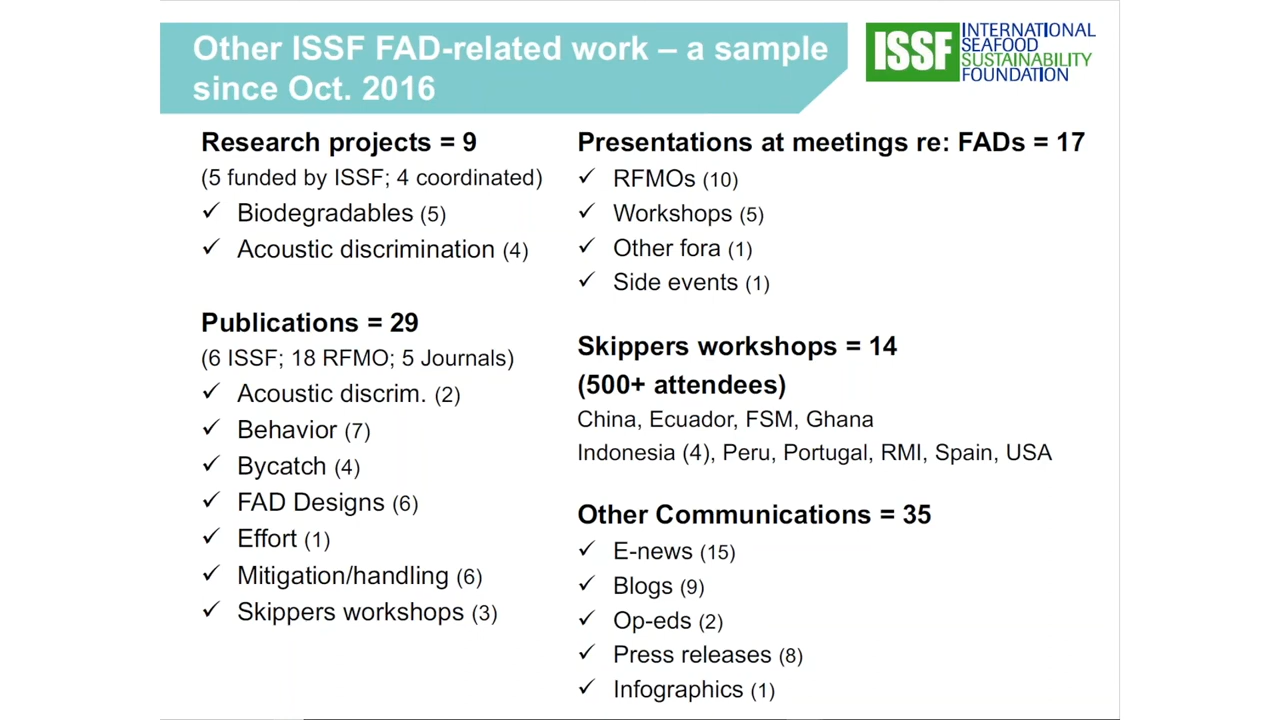 Other ISSF FAD-related work – a sample
since Oct. 2016
ISSF
INTERNATIONAL
SEAFOOD
SUSTAINABILITY
FOUNDATION
Research projects = 9
(5 funded by ISSF; 4 coordinated)
✓ Biodegradables (5)
✓ Acoustic discrimination (4)
Publications = 29
(6 ISSF; 18 RFMO; 5 Journals)
✓ Acoustic discrim. (2)
✓ Behavior (7)
✓ Bycatch (4)
✓ FAD Designs (6)
✓ Effort (1)
✓ Mitigation/handling (6)
✓ Skippers workshops (3)
Presentations at meetings re: FADs = 17
✓ RFMOs (10)
✓ Workshops (5)
✓ Other fora (1)
✓ Side events (1)
Skippers workshops = 14
(500+ attendees)
China, Ecuador, FSM, Ghana
Indonesia (4), Peru, Portugal, RMI, Spain, USA
Other Communications = 35
✓ E-news (15)
✓ Blogs (9)
✓ Op-eds (2)
✓ Press releases (8)
✓ Infographics (1)